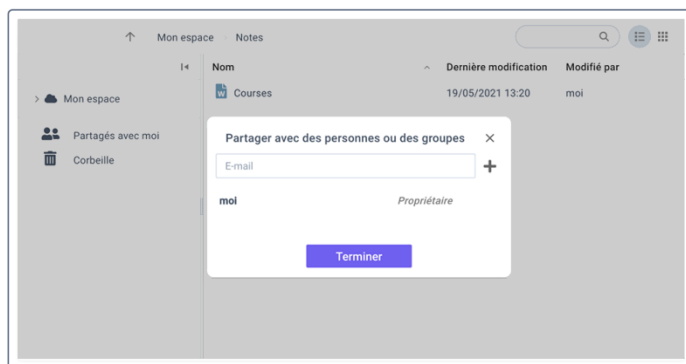 Mon espace Notes
Nom Dernière modification Modifié par
Mon espace
W Courses 19/05/2021 13:20 moi
Partagés avec moi
Corbeille
Partager avec des personnes ou des groupes
E-mail
moi Propriétaire
Terminer